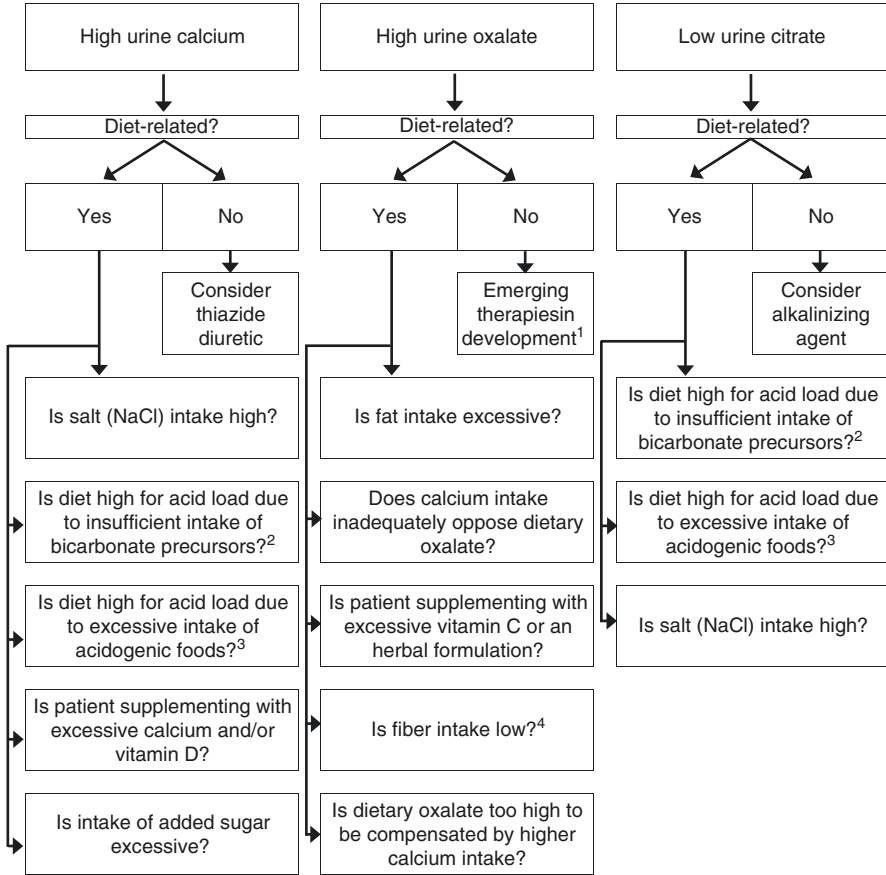 High urine calcium
Diet-related?
Yes
No
Consider
thiazide
diuretic
Is salt (NaCl) intake high?
Is diet high for acid load due
to insufficient intake of
bicarbonate precursors?²
Is diet high for acid load due
to excessive intake of
acidogenic foods?³
Is patient supplementing with
excessive calcium and/or
vitamin D?
Is intake of added sugar
excessive?
High urine oxalate
Diet-related?
Yes
No
Emerging
therapiesin
development¹
Is fat intake excessive?
Does calcium intake
inadequately oppose dietary
oxalate?
Is patient supplementing with
excessive vitamin C or an
herbal formulation?
Is fiber intake low?⁴
Is dietary oxalate too high to
be compensated by higher
calcium intake?
Low urine citrate
Diet-related?
Yes
No
Consider
alkalinizing
agent
Is diet high for acid load due
to insufficient intake of
bicarbonate precursors?²
Is diet high for acid load due
to excessive intake of
acidogenic foods?³
Is salt (NaCl) intake high?